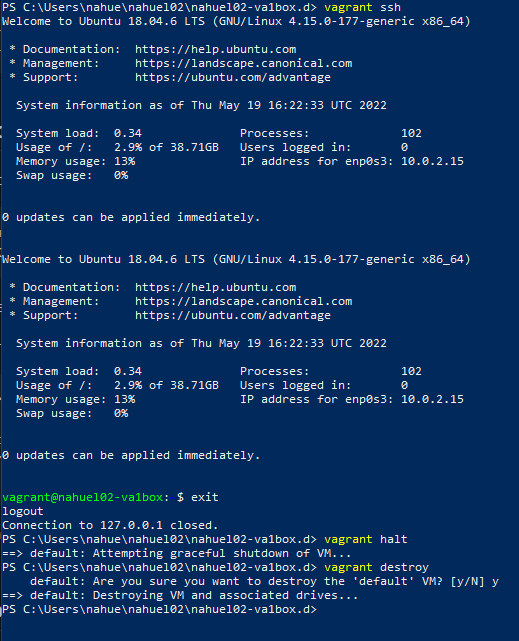 PS C:\Users\nahue\nahuel02\nahuel02-va1box.d> vagrant ssh
Welcome to Ubuntu 18.04.6 LTS (GNU/Linux 4.15.0-177-generic x86_64)
* Documentation: https://help.ubuntu.com
* Management: https://landscape.canonical.com
* Support: https://ubuntu.com/advantage
System information as of Thu May 19 16:22:33 UTC 2022
System load: 0.34 Processes: 102
Usage of /: 2.9% of 38.71GB Users logged in: 0
Memory usage: 13% IP address for enp0s3: 10.0.2.15
Swap usage: 0%
0 updates can be applied immediately.
Welcome to Ubuntu 18.04.6 LTS (GNU/Linux 4.15.0-177-generic x86_64)
* Documentation: https://help.ubuntu.com
* Management: https://landscape.canonical.com
* Support: https://ubuntu.com/advantage
System information as of Thu May 19 16:22:33 UTC 2022
System load: 0.34 Processes: 102
Usage of /: 2.9% of 38.71GB Users logged in: 0
Memory usage: 13% IP address for enp0s3: 10.0.2.15
Swap usage: 0%
0 updates can be applied immediately.
vagrant@nahuel02-va1box: $ exit
logout
Connection to 127.0.0.1 closed.
PS C:\Users\nahue\nahuel02\nahuel02-va1box.d> vagrant halt
==> default: Attempting graceful shutdown of VM...
PS C:\Users\nahue\nahuel02\nahuel02-va1box.d> vagrant destroy
default: Are you sure you want to destroy the 'default' VM? [y/N] y
==> default: Destroying VM and associated drives...
PS C:\Users\nahue\nahuel02\nahuel02-va1box.d>